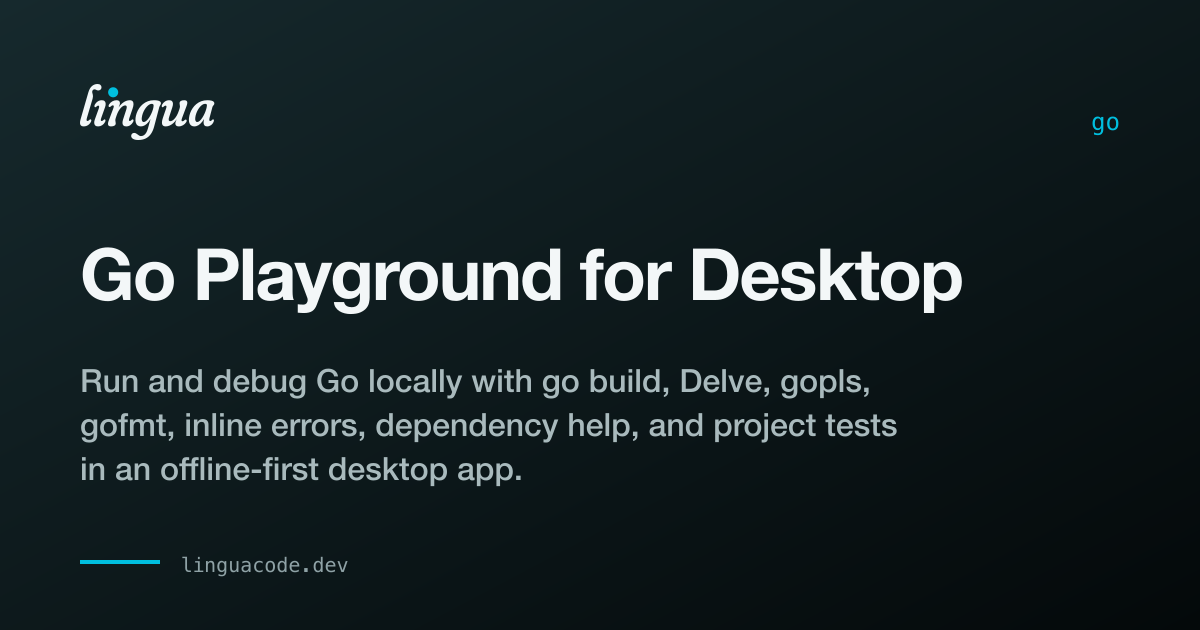 lingua
go
Go Playground for Desktop
Run and debug Go locally with go build, Delve, gopls,
gofmt, inline errors, dependency help, and project tests
in an offline-first desktop app.
linguacode.dev